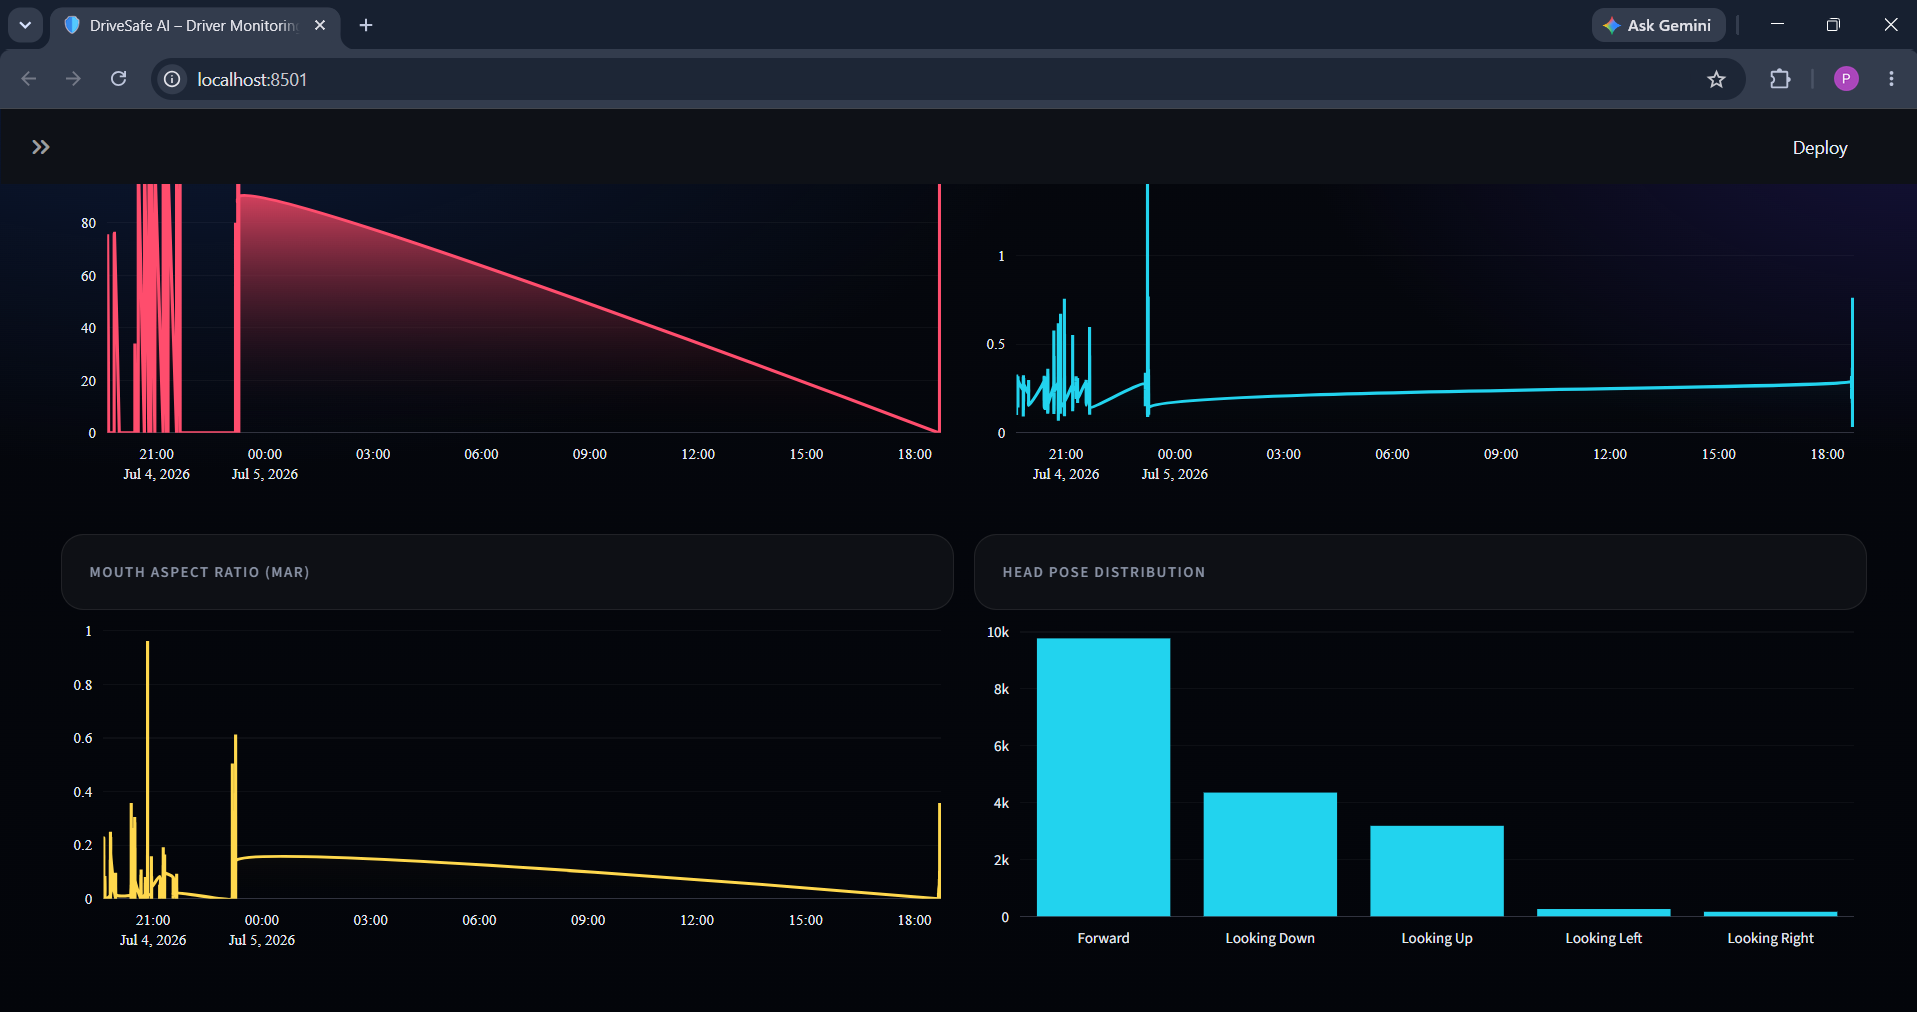 DriveSafe AI – Driver Monitorin
Ask Gemini
localhost:8501
P
Deploy
80
60
40
20
0
21:00 00:00 03:00 06:00 09:00 12:00 15:00 18:00
Jul 4, 2026 Jul 5, 2026
1
0.5
0
21:00 00:00 03:00 06:00 09:00 12:00 15:00 18:00
Jul 4, 2026 Jul 5, 2026
MOUTH ASPECT RATIO (MAR)
1
0.8
0.6
0.4
0.2
0
21:00 00:00 03:00 06:00 09:00 12:00 15:00 18:00
Jul 4, 2026 Jul 5, 2026
HEAD POSE DISTRIBUTION
10k
8k
6k
4k
2k
0
Forward Looking Down Looking Up Looking Left Looking Right